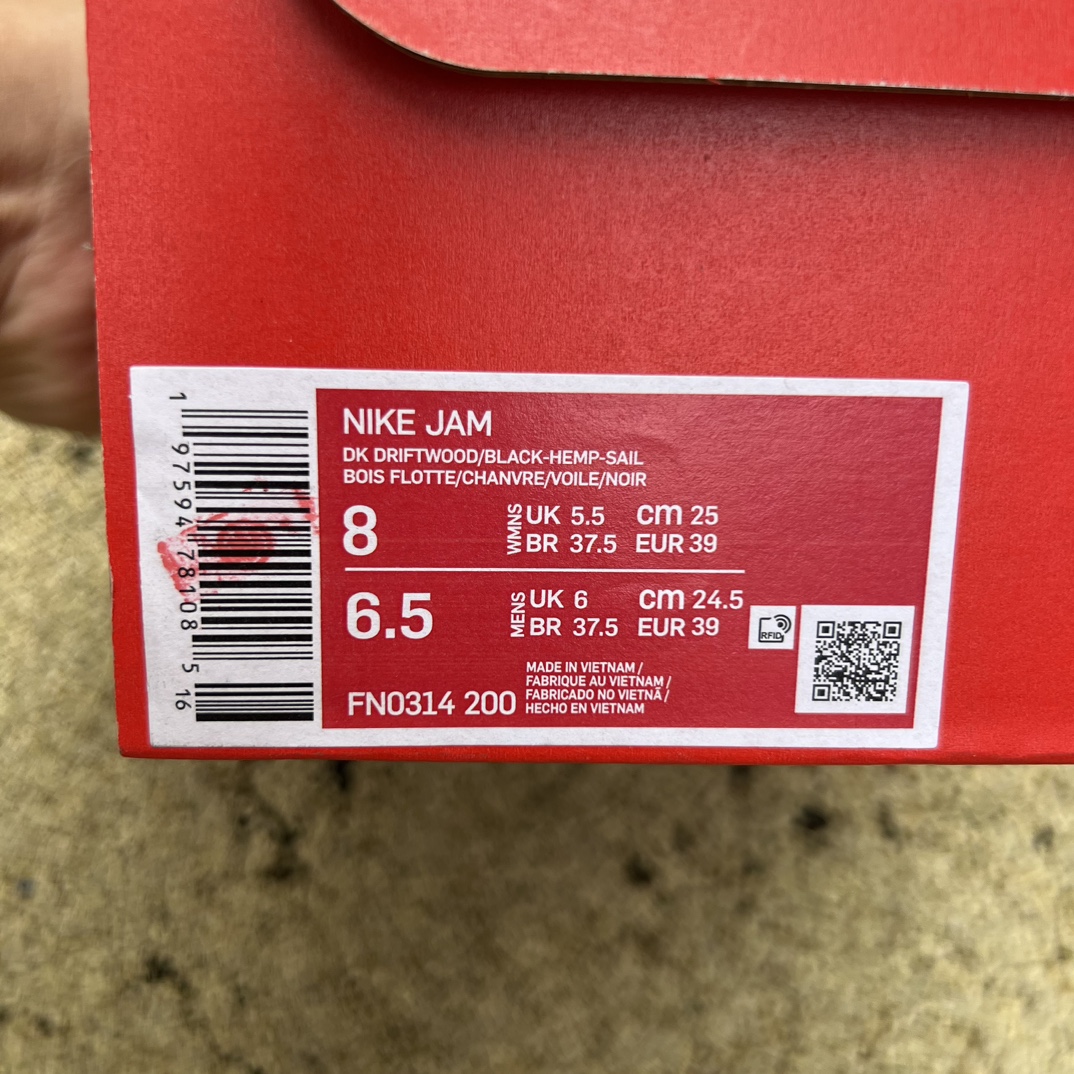 NIKE JAM
DK DRIFTWOOD/BLACK-HEMP-SAIL
BOIS FLOTTE/CHANVRE/VOILE/NOIR
8 WMNS UK 5.5 cm 25
BR 37.5 EUR 39
6.5 MENS UK 6 cm 24.5
BR 37.5 EUR 39
RFID
MADE IN VIETNAM /
FABRIQUE AU VIETNAM /
FABRICADO NO VIETNÃ /
HECHO EN VIETNAM
FN0314 200
1 97594 78108 5 16